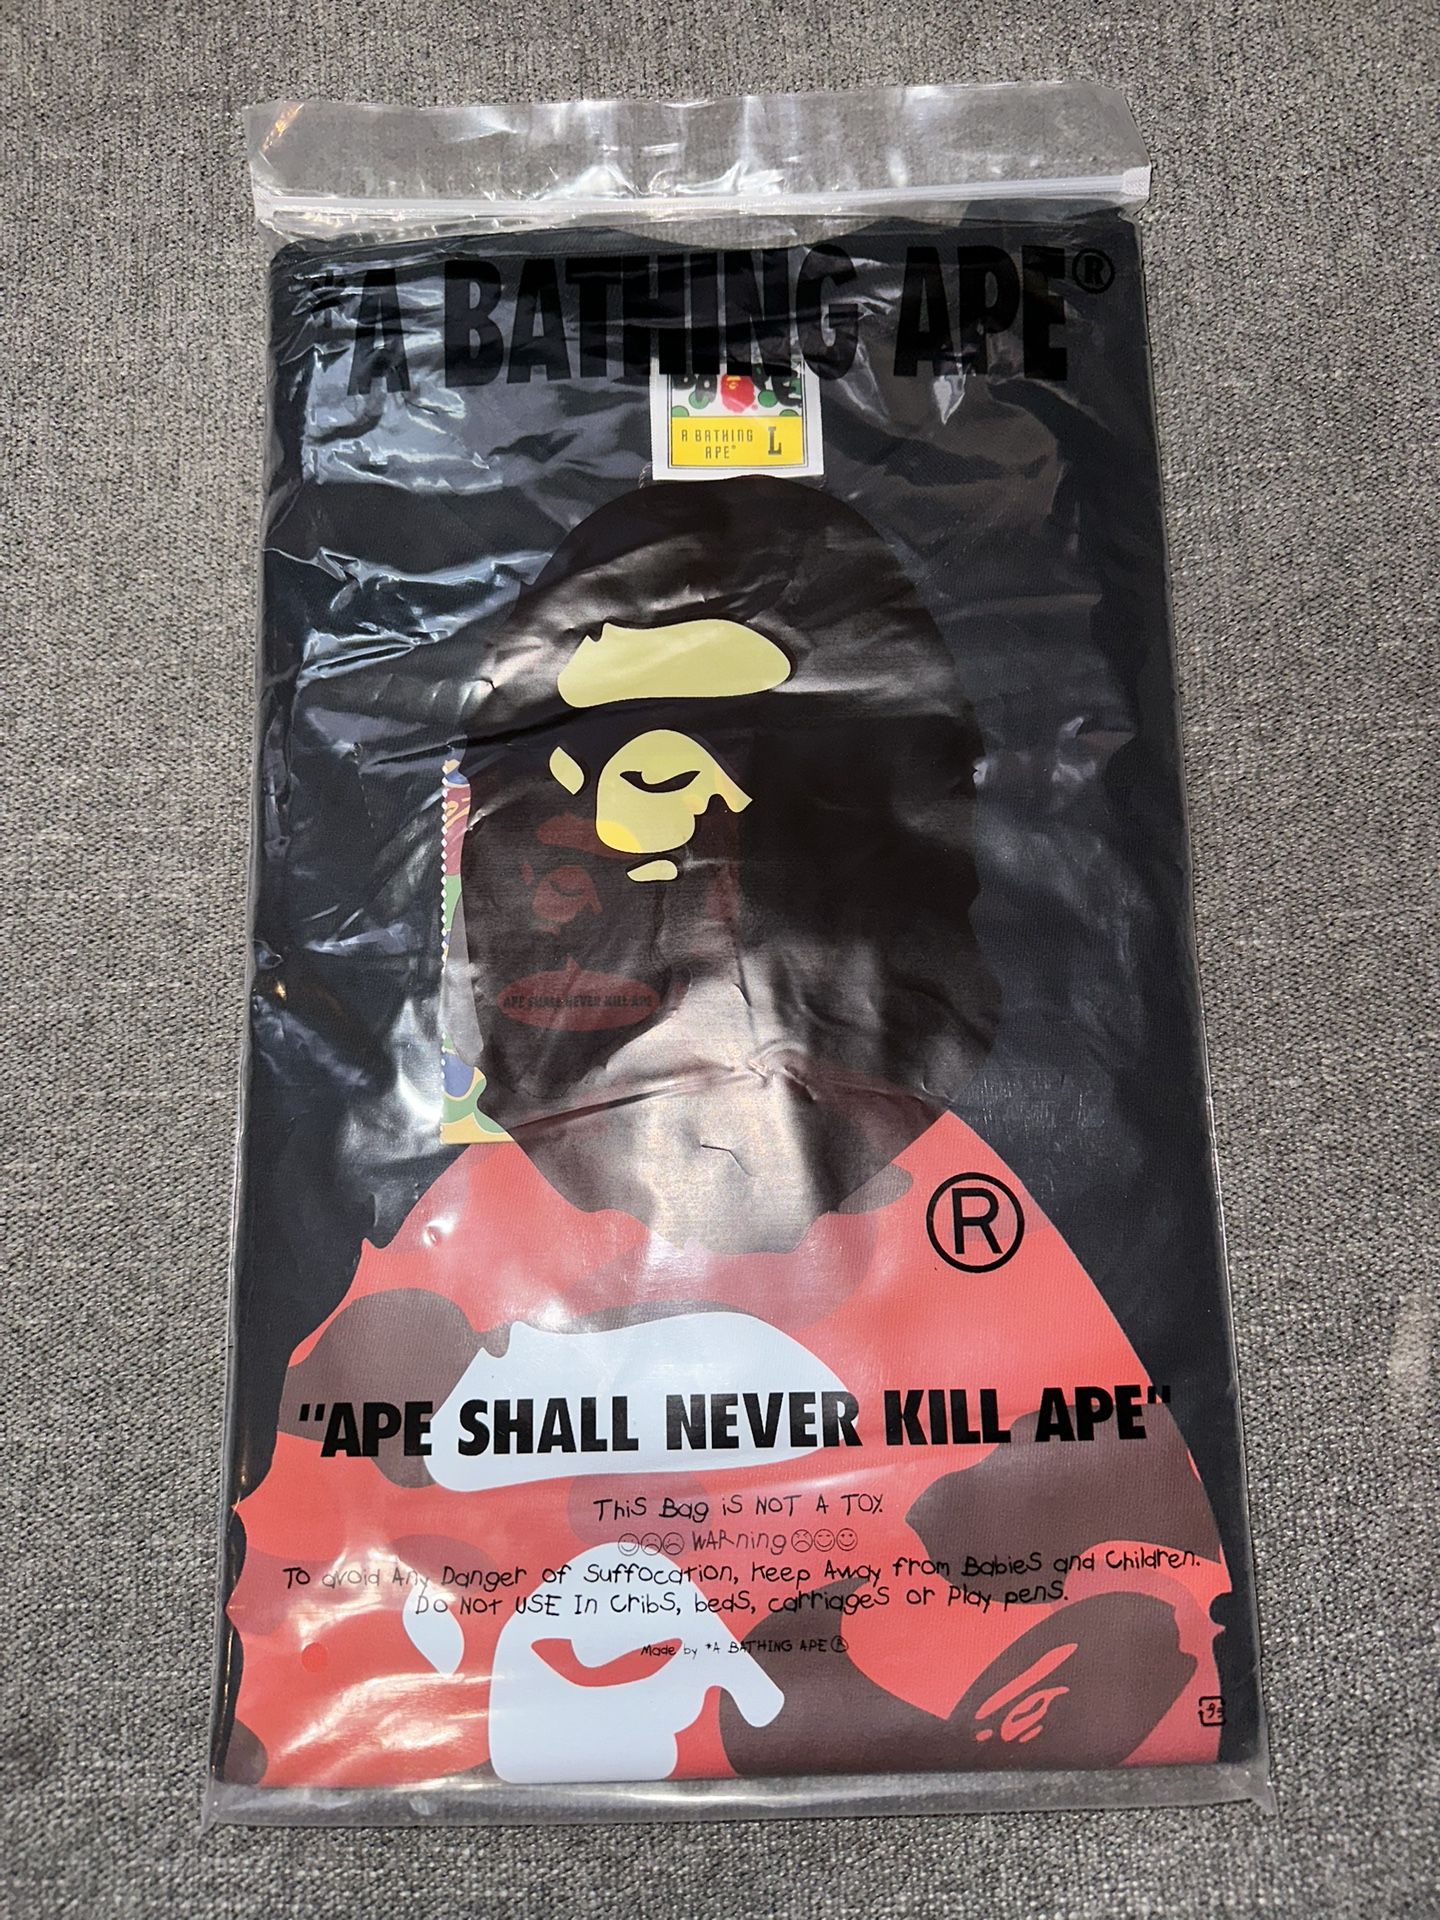 "A BATHING APE®
A BATHING
APE® L
APE SHALL NEVER KILL APE
®
"APE SHALL NEVER KILL APE"
THiS Bag iS NOT A TOY.
WARNing
TO avoid Any Danger of Suffocation, Keep Away from Babies and Children.
DO NOT USE In CribS, bedS, carriageS or Play penS.
Made by *A BATHING APE®